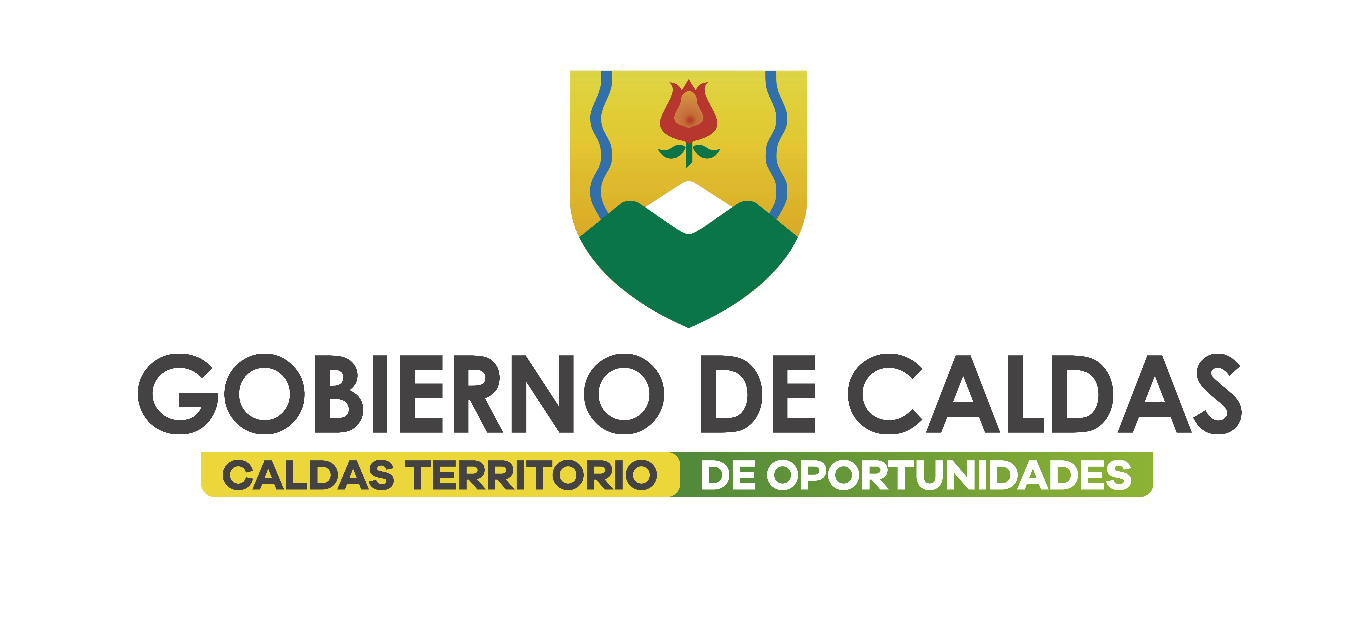 GOBIERNO DE CALDAS
CALDAS TERRITORIO DE OPORTUNIDADES